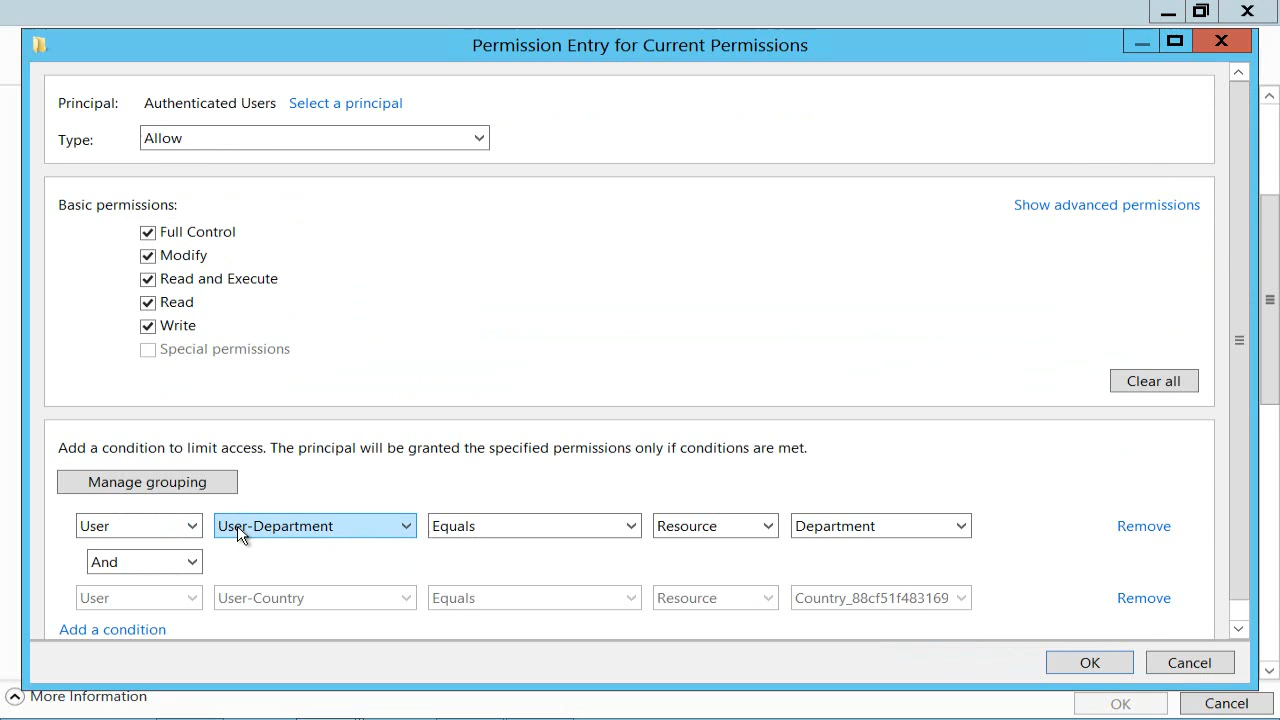 Permission Entry for Current Permissions
Principal: Authenticated Users Select a principal
Type: Allow
Basic permissions: Show advanced permissions
Full Control
Modify
Read and Execute
Read
Write
Special permissions
Clear all
Add a condition to limit access. The principal will be granted the specified permissions only if conditions are met.
Manage grouping
User User-Department Equals Resource Department Remove
And
User User-Country Equals Resource Country_88cf51f483169 Remove
Add a condition
OK Cancel
More Information
OK Cancel